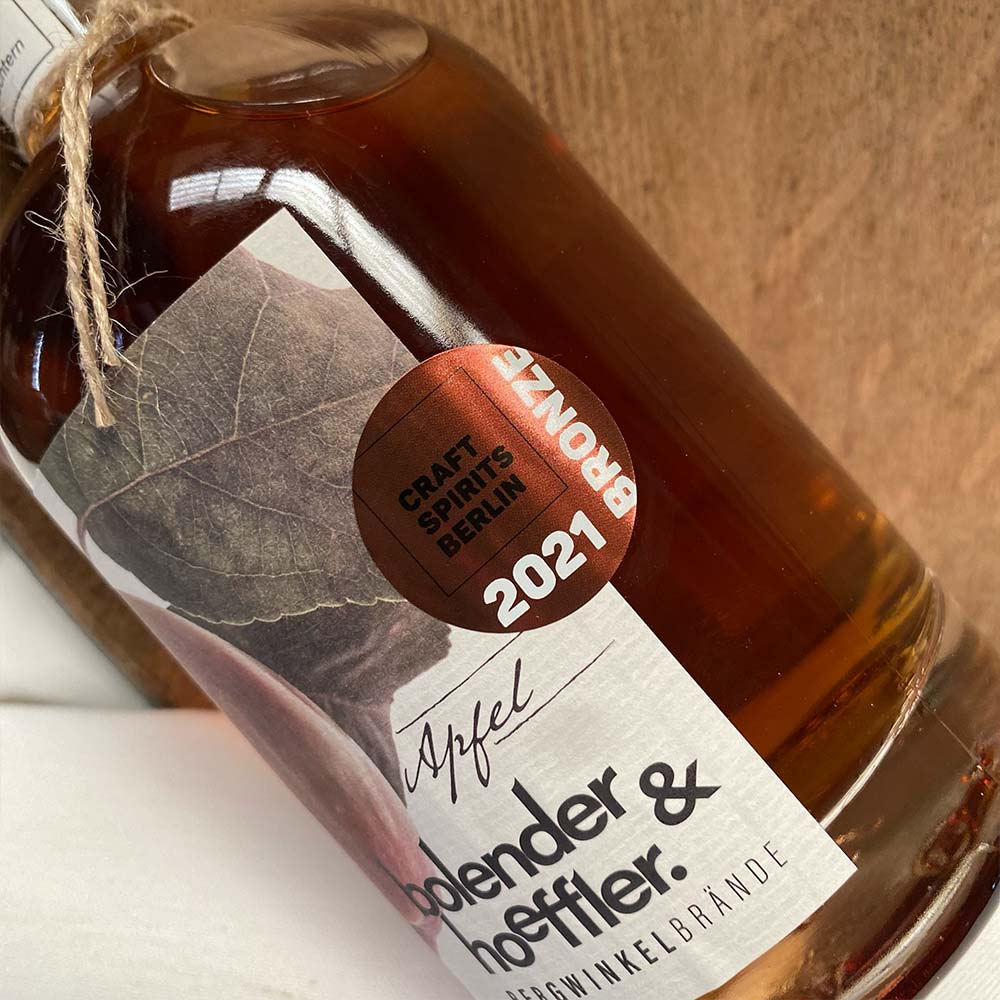 CRAFT
SPIRITS
BERLIN
2021 BRONZE
Apfel
bolender &
hoeffler.
BERGWINKELBRÄNDE